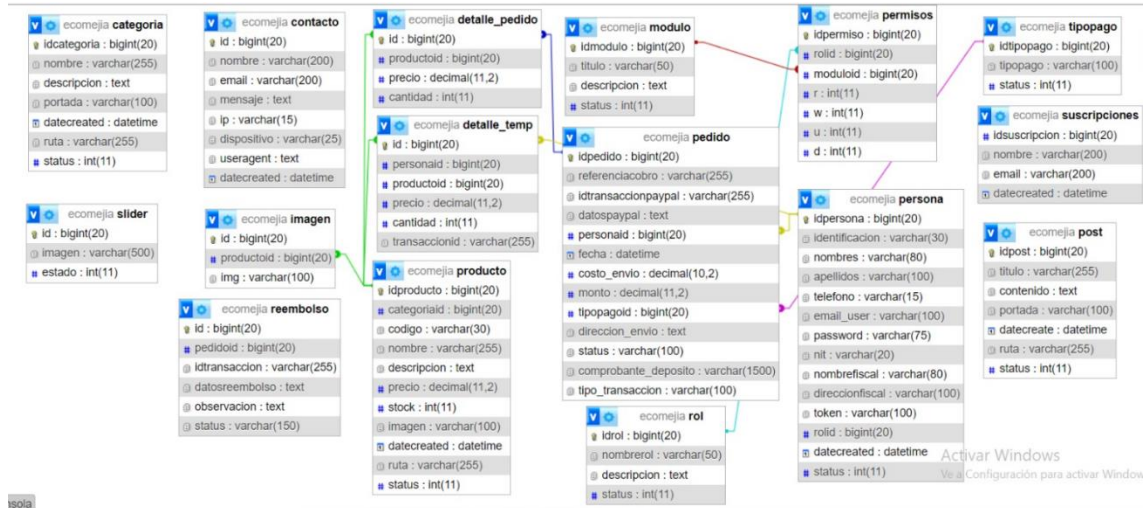 ecomejia categoria
idcategoria : bigint(20)
nombre : varchar(255)
descripcion : text
portada : varchar(100)
datecreated : datetime
ruta : varchar(255)
status : int(11)
ecomejia slider
id : bigint(20)
imagen : varchar(500)
estado : int(11)
ecomejia contacto
id : bigint(20)
nombre : varchar(200)
email : varchar(200)
mensaje : text
ip : varchar(15)
dispositivo : varchar(25)
useragent : text
datecreated : datetime
ecomejia imagen
id : bigint(20)
productoid : bigint(20)
img : varchar(100)
ecomejia reembolso
id : bigint(20)
pedidoid : bigint(20)
idtransaccion : varchar(255)
datosreembolso : text
observacion : text
status : varchar(150)
ecomejia detalle_pedido
id : bigint(20)
productoid : bigint(20)
precio : decimal(11,2)
cantidad : int(11)
ecomejia detalle_temp
id : bigint(20)
personaid : bigint(20)
productoid : bigint(20)
precio : decimal(11,2)
cantidad : int(11)
transaccionid : varchar(255)
ecomejia producto
idproducto : bigint(20)
categoriaid : bigint(20)
codigo : varchar(30)
nombre : varchar(255)
descripcion : text
precio : decimal(11,2)
stock : int(11)
imagen : varchar(100)
datecreated : datetime
ruta : varchar(255)
status : int(11)
ecomejia modulo
idmodulo : bigint(20)
titulo : varchar(50)
descripcion : text
status : int(11)
ecomejia pedido
idpedido : bigint(20)
referenciacobro : varchar(255)
idtransaccionpaypal : varchar(255)
datospaypal : text
personaid : bigint(20)
fecha : datetime
costo_envio : decimal(10,2)
monto : decimal(11,2)
tipopagoid : bigint(20)
direccion_envio : text
status : varchar(100)
comprobante_deposito : varchar(1500)
tipo_transaccion : varchar(100)
ecomejia rol
idrol : bigint(20)
nombrerol : varchar(50)
descripcion : text
status : int(11)
ecomejia permisos
idpermiso : bigint(20)
rolid : bigint(20)
moduloid : bigint(20)
r : int(11)
w : int(11)
u : int(11)
d : int(11)
ecomejia persona
idpersona : bigint(20)
identificacion : varchar(30)
nombres : varchar(80)
apellidos : varchar(100)
telefono : varchar(15)
email_user : varchar(100)
password : varchar(75)
nit : varchar(20)
nombrefiscal : varchar(80)
direccionfiscal : varchar(100)
token : varchar(100)
rolid : bigint(20)
datecreated : datetime
status : int(11)
ecomejia tipopago
idtipopago : bigint(20)
tipopago : varchar(100)
status : int(11)
ecomejia suscripciones
idsuscripcion : bigint(20)
nombre : varchar(200)
email : varchar(200)
datecreated : datetime
ecomejia post
idpost : bigint(20)
titulo : varchar(255)
contenido : text
portada : varchar(100)
datecreate : datetime
ruta : varchar(255)
status : int(11)
Activar Windows
Ve a Configuración para activar Window
nsola